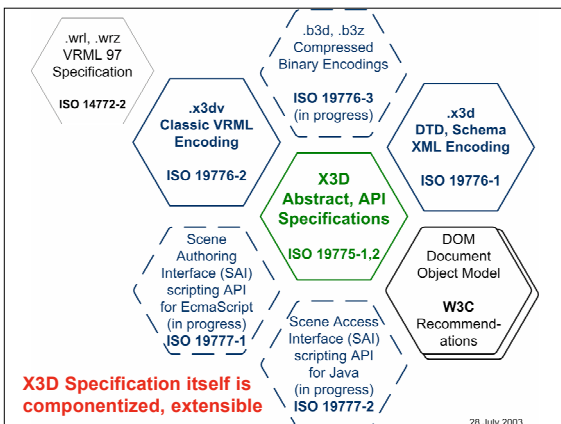 .wrl, .wrz
VRML 97
Specification
ISO 14772-2
.b3d, .b3z
Compressed
Binary Encodings
ISO 19776-3
(in progress)
.x3dv
Classic VRML
Encoding
ISO 19776-2
.x3d
DTD, Schema
XML Encoding
ISO 19776-1
X3D
Abstract, API
Specifications
ISO 19775-1,2
Scene
Authoring
Interface (SAI)
scripting API
for EcmaScript
(in progress)
ISO 19777-1
DOM
Document
Object Model
W3C
Recommend-
ations
Scene Access
Interface (SAI)
scripting API
for Java
(in progress)
ISO 19777-2
X3D Specification itself is
componentized, extensible
28 July 2003